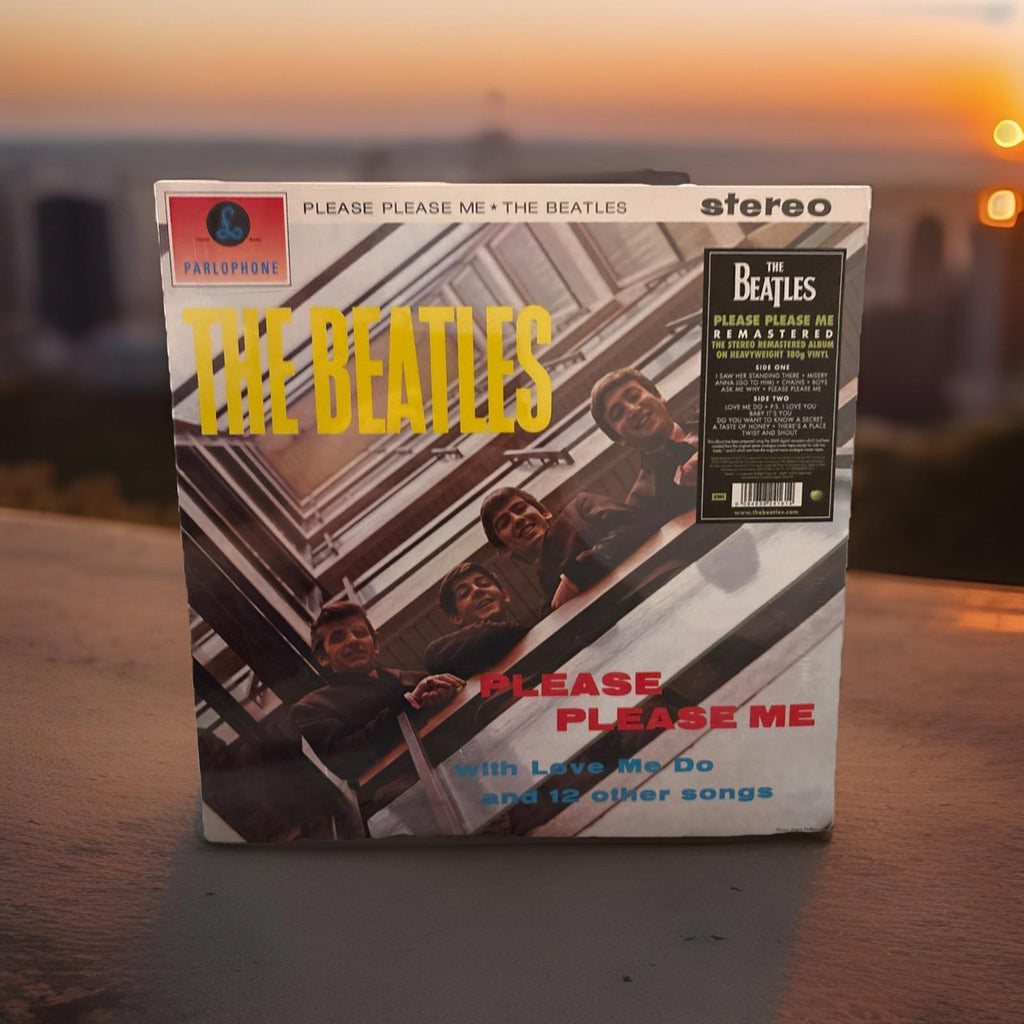 PLEASE PLEASE ME ★ THE BEATLES
stereo
TRADE MARK
PARLOPHONE
THE BEATLES
THE
BEATLES
PLEASE PLEASE ME
REMASTERED
THE STEREO REMASTERED ALBUM
ON HEAVYWEIGHT 180g VINYL
SIDE ONE
I SAW HER STANDING THERE • MISERY
ANNA (GO TO HIM) • CHAINS • BOYS
ASK ME WHY • PLEASE PLEASE ME
SIDE TWO
LOVE ME DO • P.S. I LOVE YOU
BABY IT'S YOU
DO YOU WANT TO KNOW A SECRET
A TASTE OF HONEY • THERE'S A PLACE
TWIST AND SHOUT
EMI
www.thebeatles.com
PLEASE
PLEASE ME
with Love Me Do
and 12 other songs